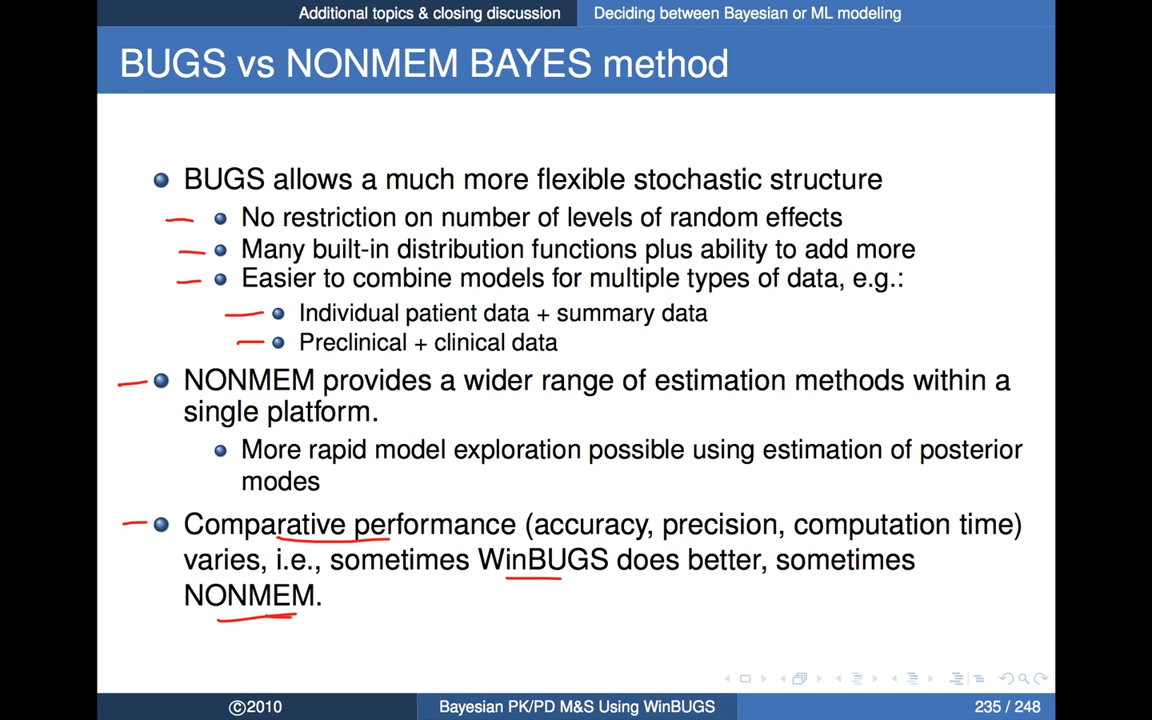 Additional topics & closing discussion Deciding between Bayesian or ML modeling
BUGS vs NONMEM BAYES method
BUGS allows a much more flexible stochastic structure
No restriction on number of levels of random effects
Many built-in distribution functions plus ability to add more
Easier to combine models for multiple types of data, e.g.:
Individual patient data + summary data
Preclinical + clinical data
NONMEM provides a wider range of estimation methods within a
single platform.
More rapid model exploration possible using estimation of posterior
modes
Comparative performance (accuracy, precision, computation time)
varies, i.e., sometimes WinBUGS does better, sometimes
NONMEM.
©2010 Bayesian PK/PD M&S Using WinBUGS 235 / 248